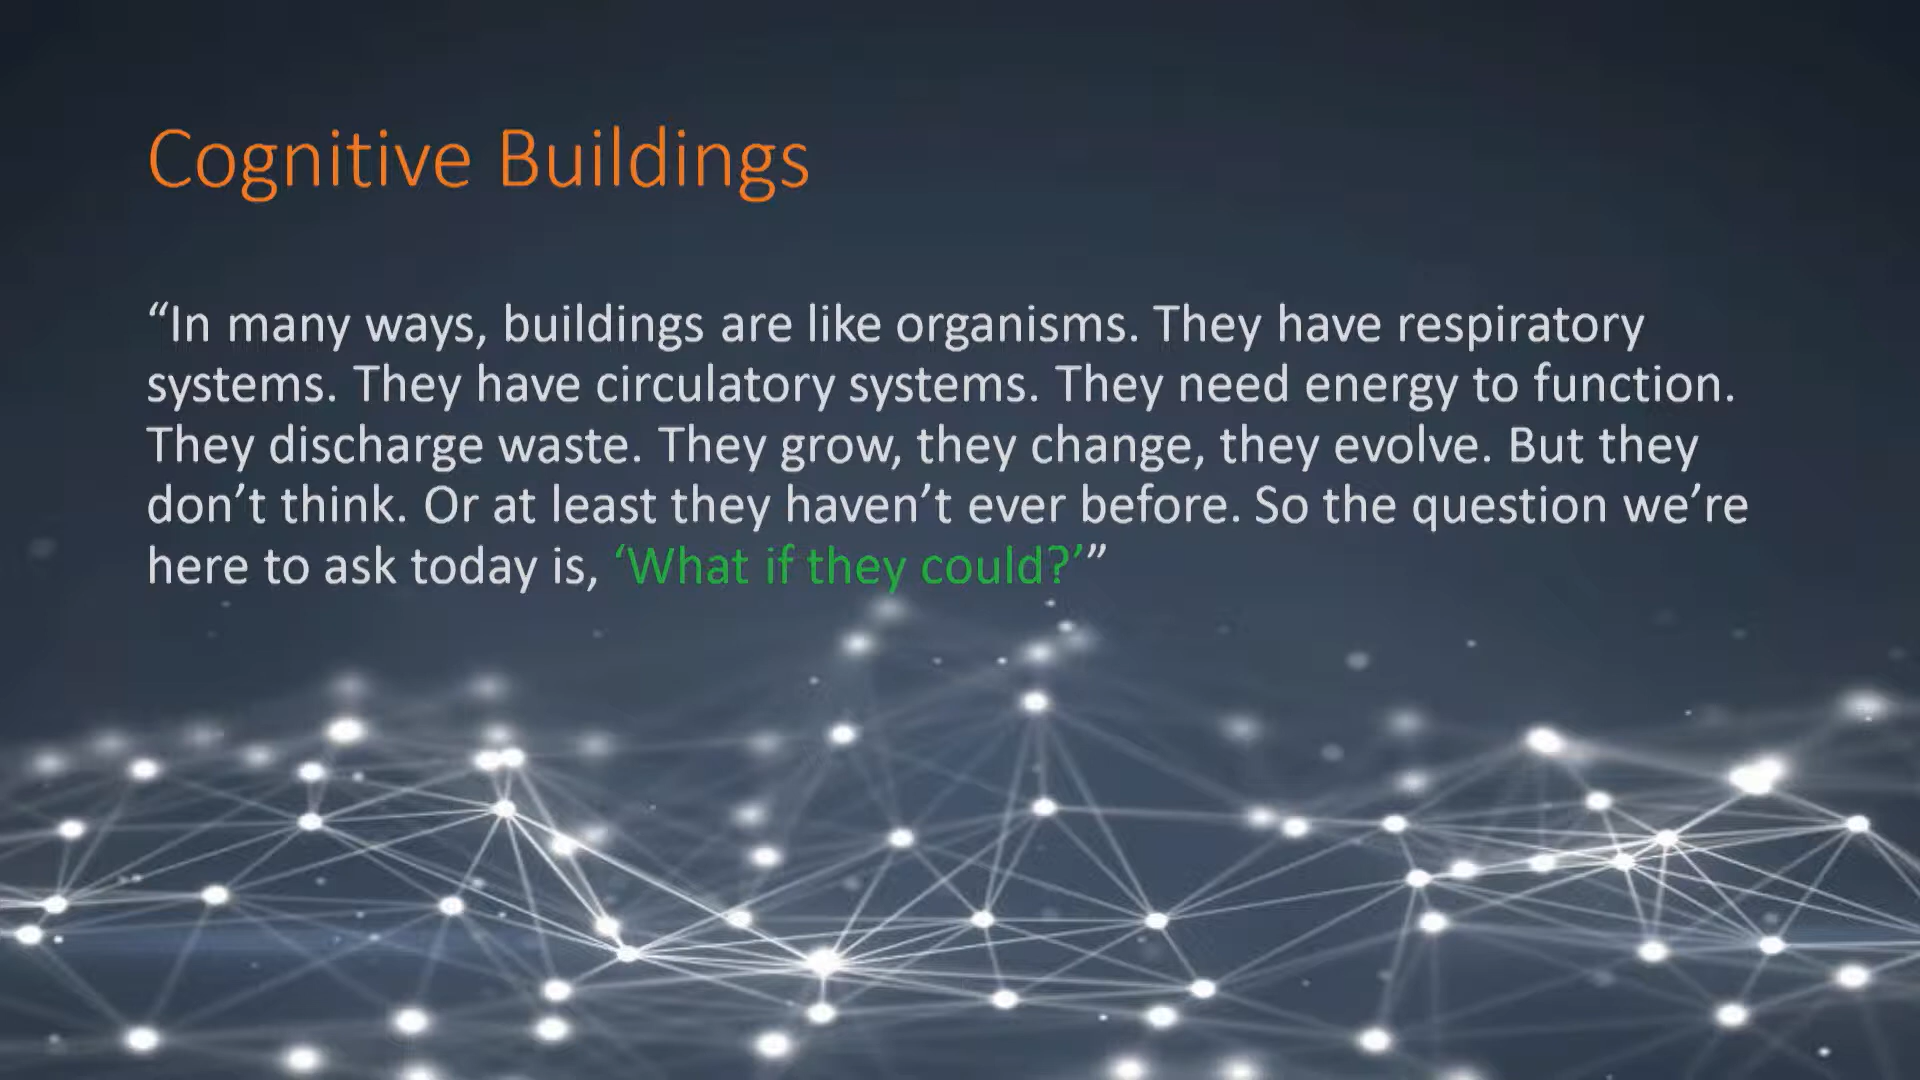 Cognitive Buildings
“In many ways, buildings are like organisms. They have respiratory
systems. They have circulatory systems. They need energy to function.
They discharge waste. They grow, they change, they evolve. But they
don’t think. Or at least they haven’t ever before. So the question we’re
here to ask today is, ‘What if they could?’”